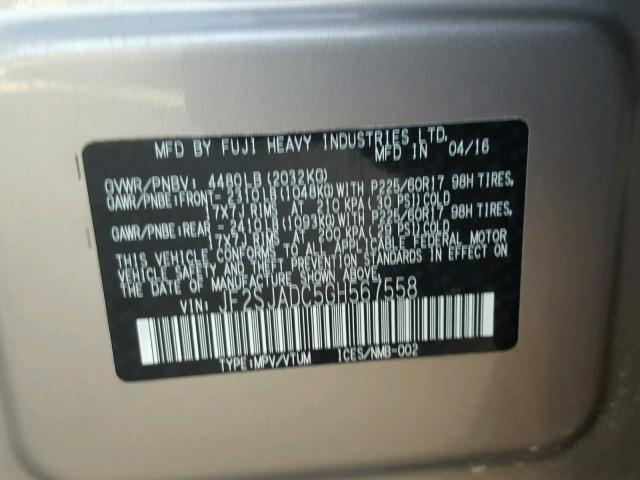 MFD BY FUJI HEAVY INDUSTRIES LTD.
MFD IN 04/16
GVWR/PNBV: 4480LB(2032KG)
GAWR/PNBE:FRONT- 2310LB(1048KG)WITH P225/60R17 98H TIRES,
17X7J RIMS AT 210KPA(30 PSI)COLD
GAWR/PNBE:REAR - 2410LB(1093KG)WITH P225/60R17 98H TIRES,
17X7J RIMS AT 200KPA(29 PSI)COLD
THIS VEHICLE CONFORMS TO ALL APPLICABLE FEDERAL MOTOR
VEHICLE SAFETY AND THEFT PREVENTION STANDARDS IN EFFECT ON
THE DATE OF MANUFACTURE SHOWN ABOVE.
VIN: JF2SJADC5GH567558
TYPE:MPV/VTUM ICES/NMB-002